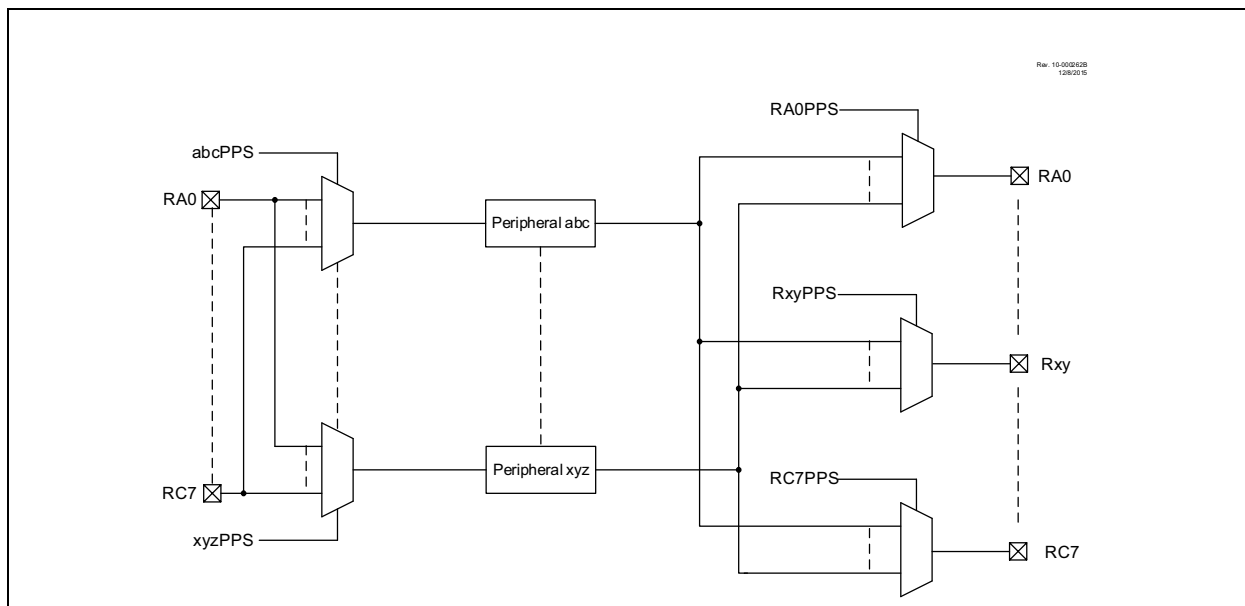 Rev. 10-000262B
12/8/2015
RA0PPS
abcPPS
RA0
Peripheral abc
RA0
RxyPPS
Rxy
Peripheral xyz
RC7PPS
RC7
xyzPPS
RC7